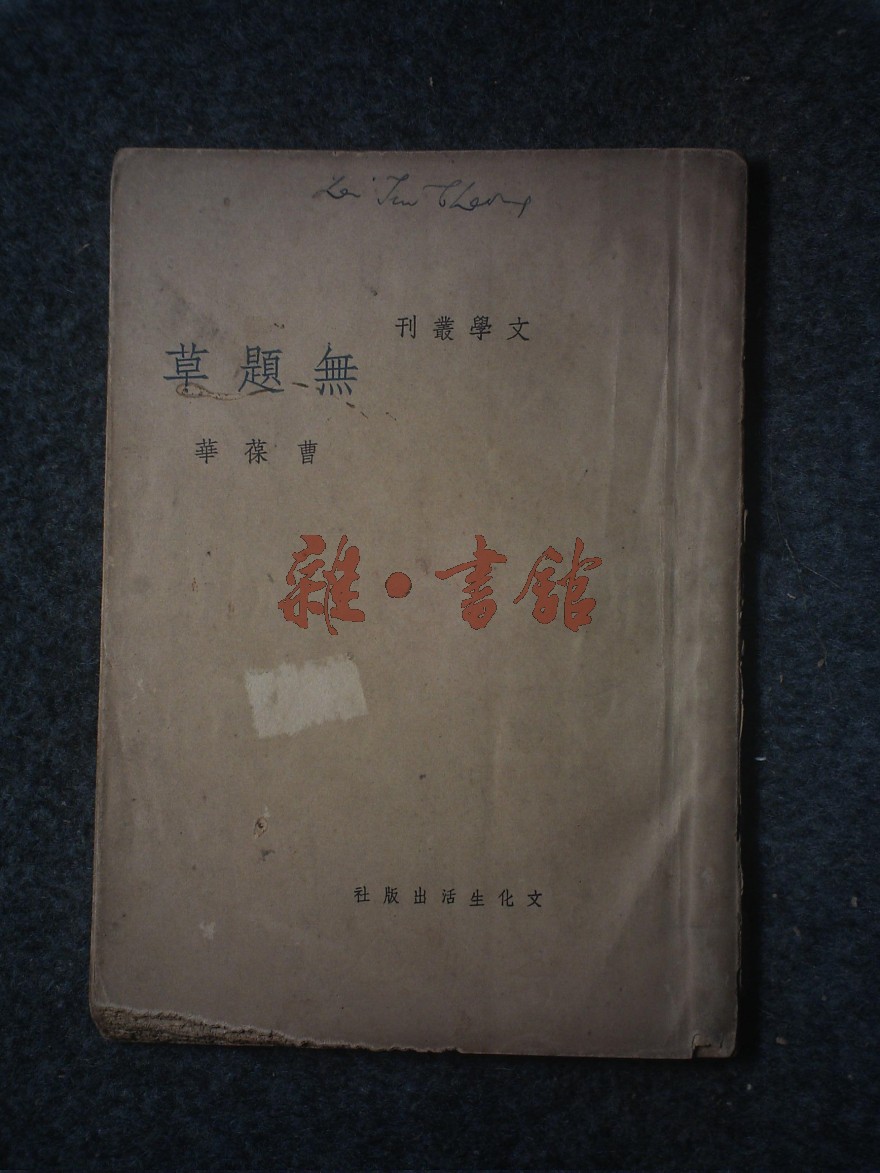 文學叢刊
無題草
曹葆華
雜·書館
文化生活出版社